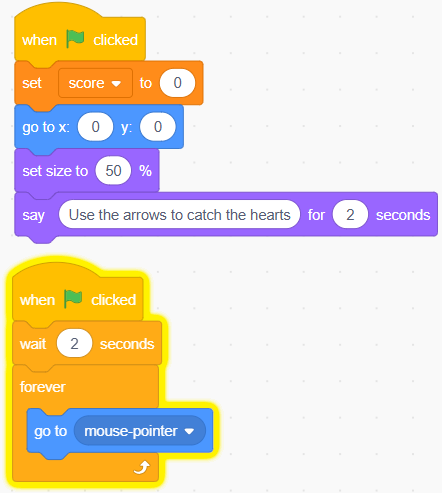 when clicked
set score to 0
go to x: 0 y: 0
set size to 50 %
say Use the arrows to catch the hearts for 2 seconds
when clicked
wait 2 seconds
forever
go to mouse-pointer